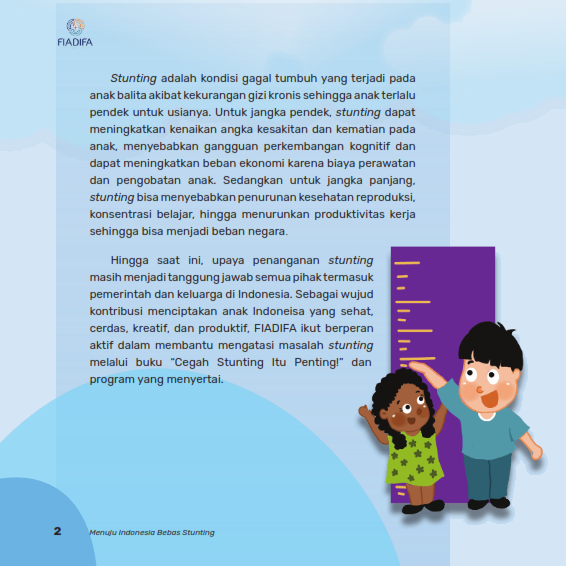 FIADIFA
Stunting adalah kondisi gagal tumbuh yang terjadi pada
anak balita akibat kekurangan gizi kronis sehingga anak terlalu
pendek untuk usianya. Untuk jangka pendek, stunting dapat
meningkatkan kenaikan angka kesakitan dan kematian pada
anak, menyebabkan gangguan perkembangan kognitif dan
dapat meningkatkan beban ekonomi karena biaya perawatan
dan pengobatan anak. Sedangkan untuk jangka panjang,
stunting bisa menyebabkan penurunan kesehatan reproduksi,
konsentrasi belajar, hingga menurunkan produktivitas kerja
sehingga bisa menjadi beban negara.
Hingga saat ini, upaya penanganan stunting
masih menjadi tanggung jawab semua pihak termasuk
pemerintah dan keluarga di Indonesia. Sebagai wujud
kontribusi menciptakan anak Indoneisa yang sehat,
cerdas, kreatif, dan produktif, FIADIFA ikut berperan
aktif dalam membantu mengatasi masalah stunting
melalui buku “Cegah Stunting Itu Penting!” dan
program yang menyertai.
2 Menuju Indonesia Bebas Stunting